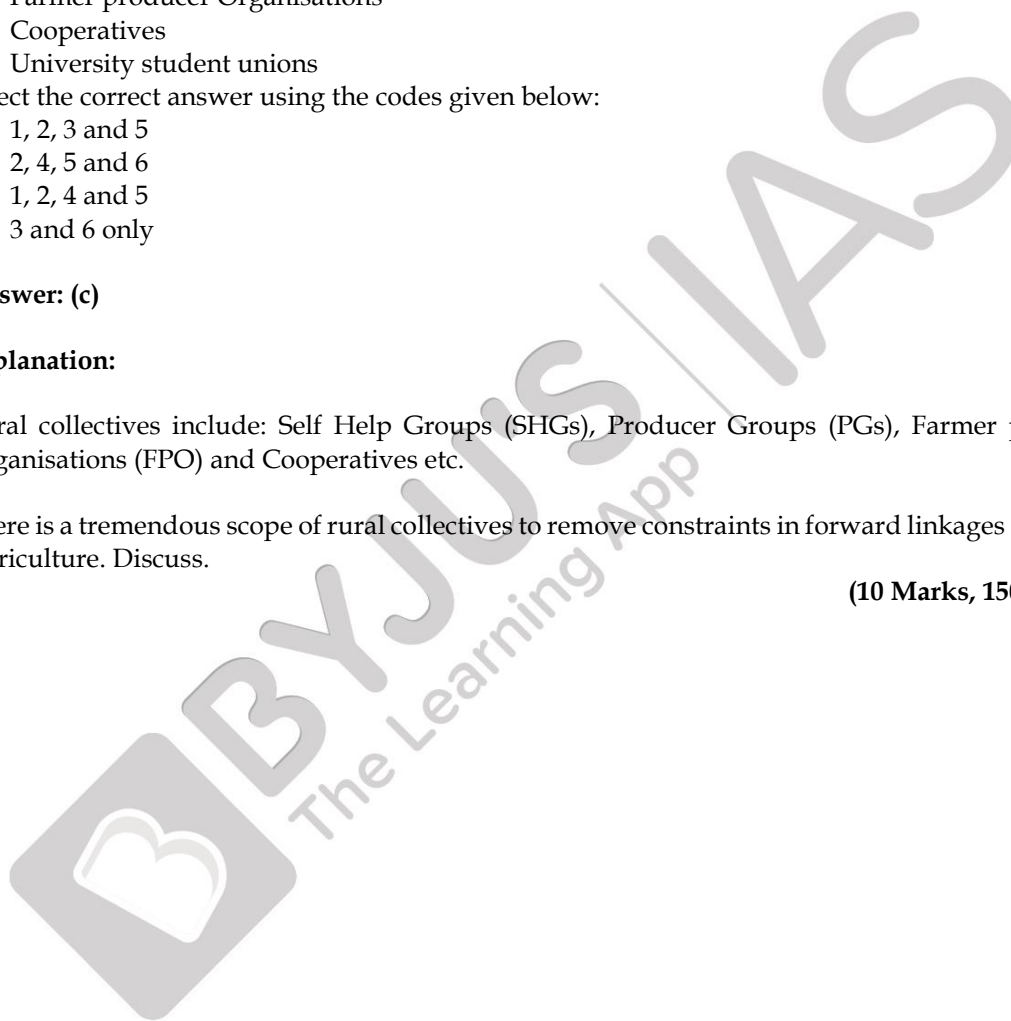 Farmer producer Organisations
Cooperatives
University student unions
ect the correct answer using the codes given below:
1, 2, 3 and 5
2, 4, 5 and 6
1, 2, 4 and 5
3 and 6 only
swer: (c)
planation:
ral collectives include: Self Help Groups (SHGs), Producer Groups (PGs), Farmer p
ganisations (FPO) and Cooperatives etc.
ere is a tremendous scope of rural collectives to remove constraints in forward linkages
riculture. Discuss.
(10 Marks, 150
BYJU'S | IAS
The Learning App